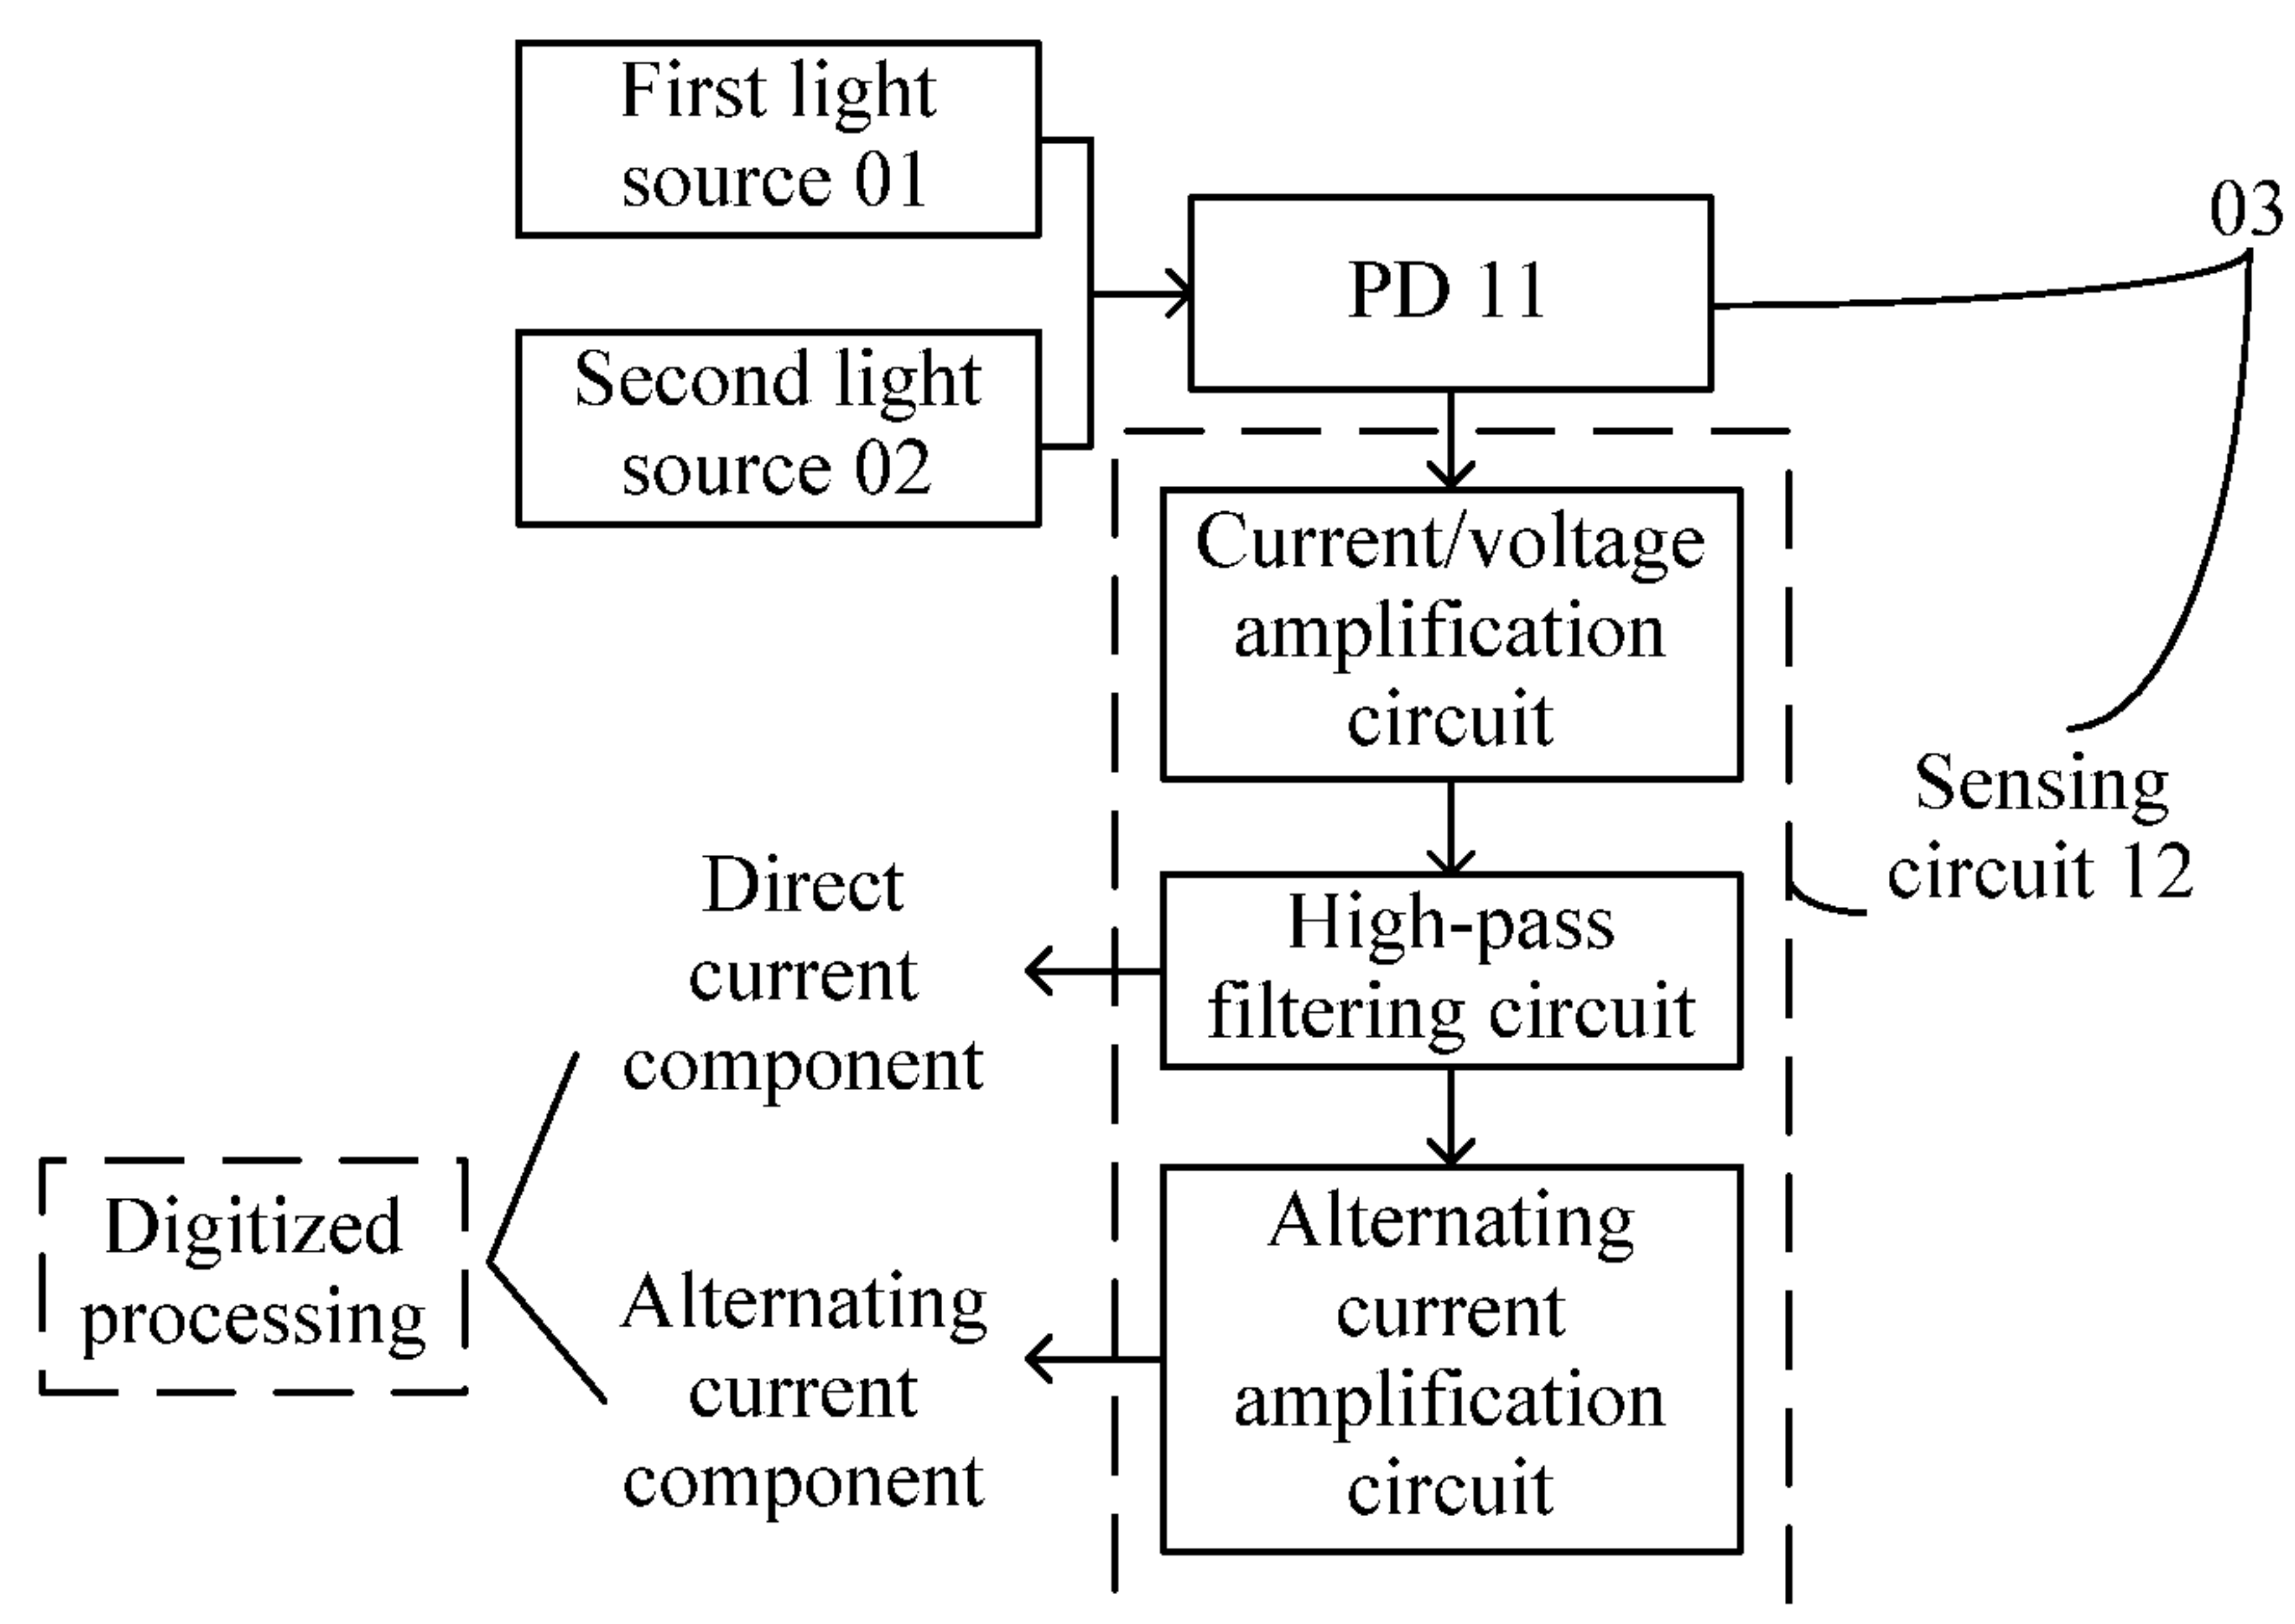 First light
source 01
03
PD 11
Second light
source 02
Current/voltage
amplification
circuit
Sensing
circuit 12
Direct
current
component
High-pass
filtering circuit
Digitized
processing
Alternating
current
component
Alternating
current
amplification
circuit